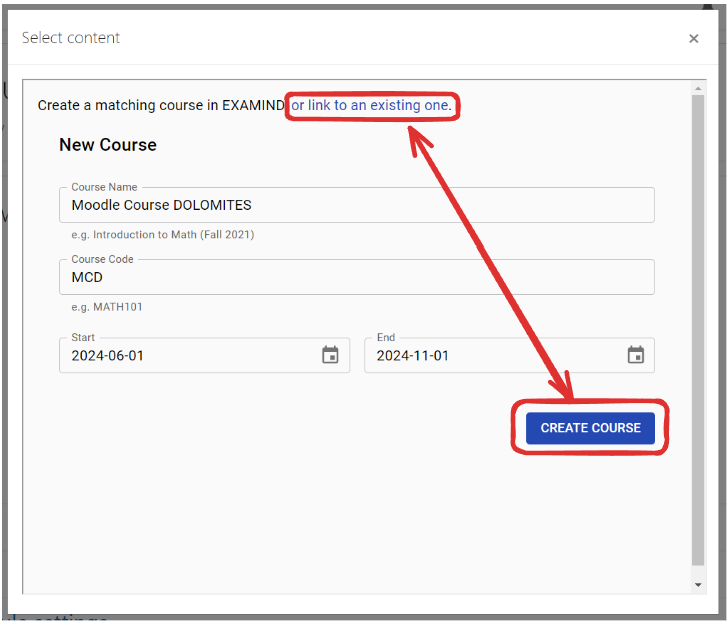 Select content
Create a matching course in EXAMIND or link to an existing one.
New Course
Course Name
Moodle Course DOLOMITES
e.g. Introduction to Math (Fall 2021)
Course Code
MCD
e.g. MATH101
Start
2024-06-01
End
2024-11-01
CREATE COURSE
settings